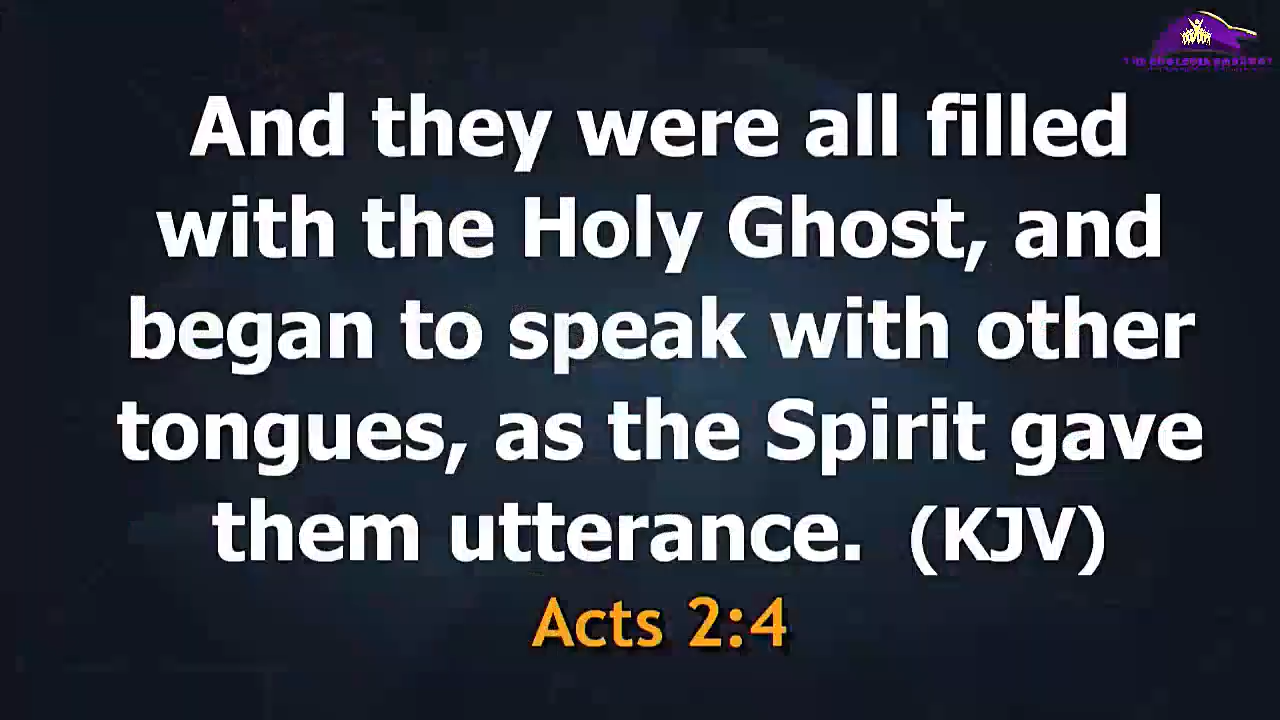 And they were all filled
with the Holy Ghost, and
began to speak with other
tongues, as the Spirit gave
them utterance.  (KJV)
Acts 2:4